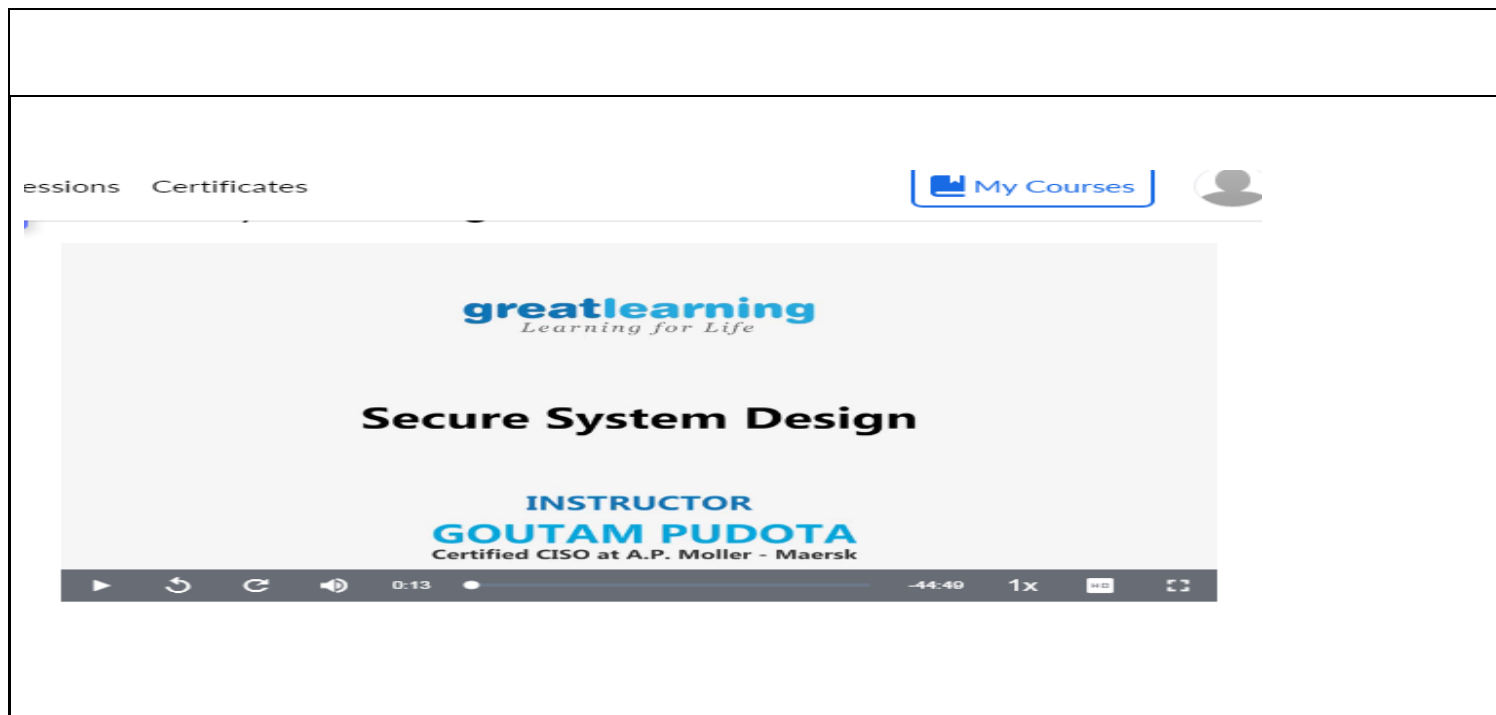 essions Certificates My Courses
greatlearning
Learning for Life
Secure System Design
INSTRUCTOR
GOUTAM PUDOTA
Certified CISO at A.P. Moller - Maersk
0:13 -44:49 1x HD